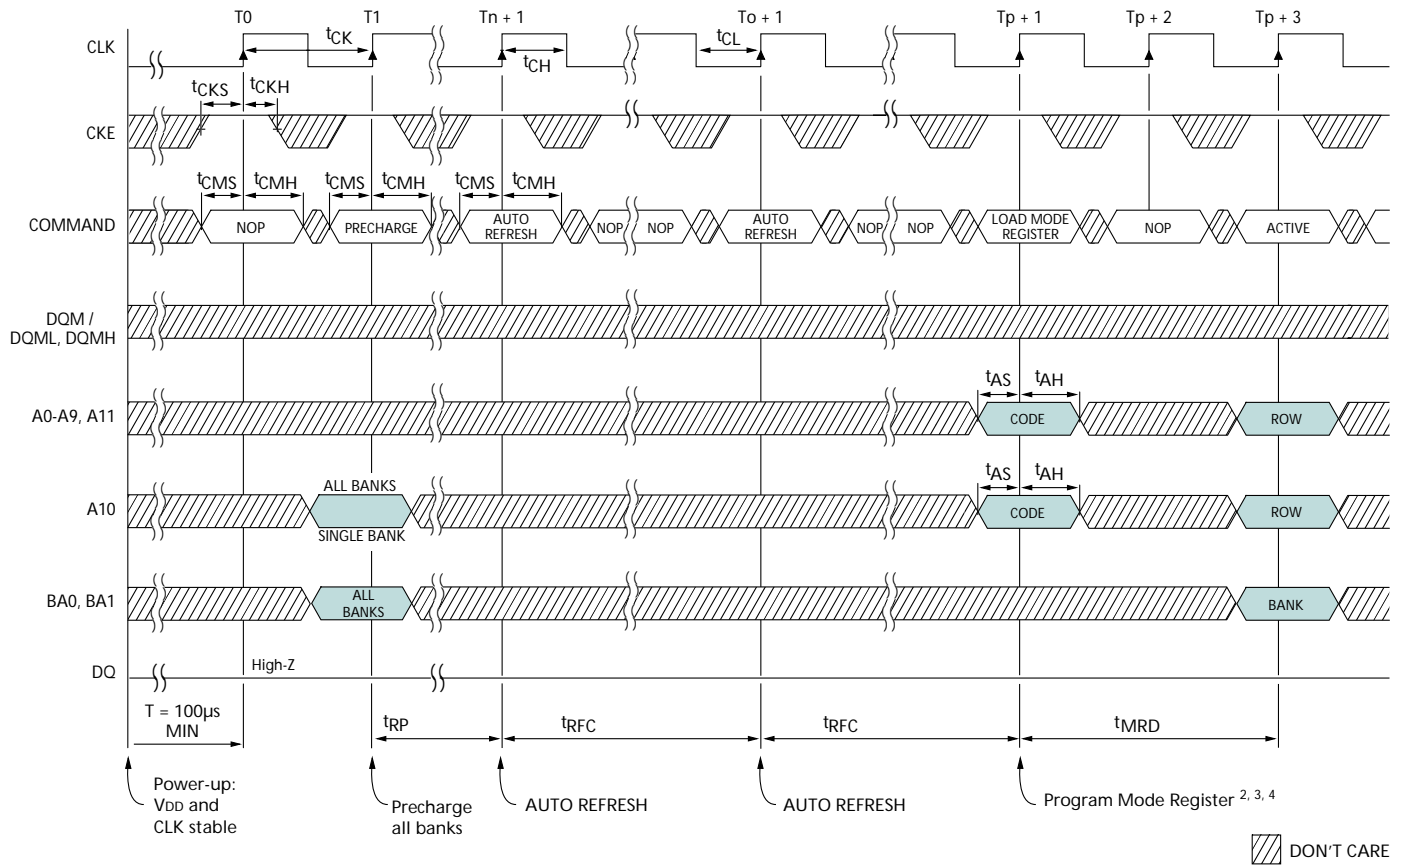 T0 T1 Tn + 1 To + 1 Tp + 1 Tp + 2 Tp + 3
CLK
tCK
tCH
tCL
tCKS tCKH
CKE
tCMS tCMH tCMS tCMH tCMS tCMH
COMMAND
NOP
PRECHARGE
AUTO
REFRESH
NOP
NOP
AUTO
REFRESH
NOP
NOP
LOAD MODE
REGISTER
NOP
ACTIVE
DQM /
DQML, DQMH
tAS tAH
A0-A9, A11
CODE
ROW
tAS tAH
ALL BANKS
A10
SINGLE BANK
CODE
ROW
BA0, BA1
ALL
BANKS
BANK
DQ
High-Z
T = 100µs
MIN
tRP
tRFC
tRFC
tMRD
Power-up:
VDD and
CLK stable
Precharge
all banks
AUTO REFRESH
AUTO REFRESH
Program Mode Register 2, 3, 4
DON'T CARE